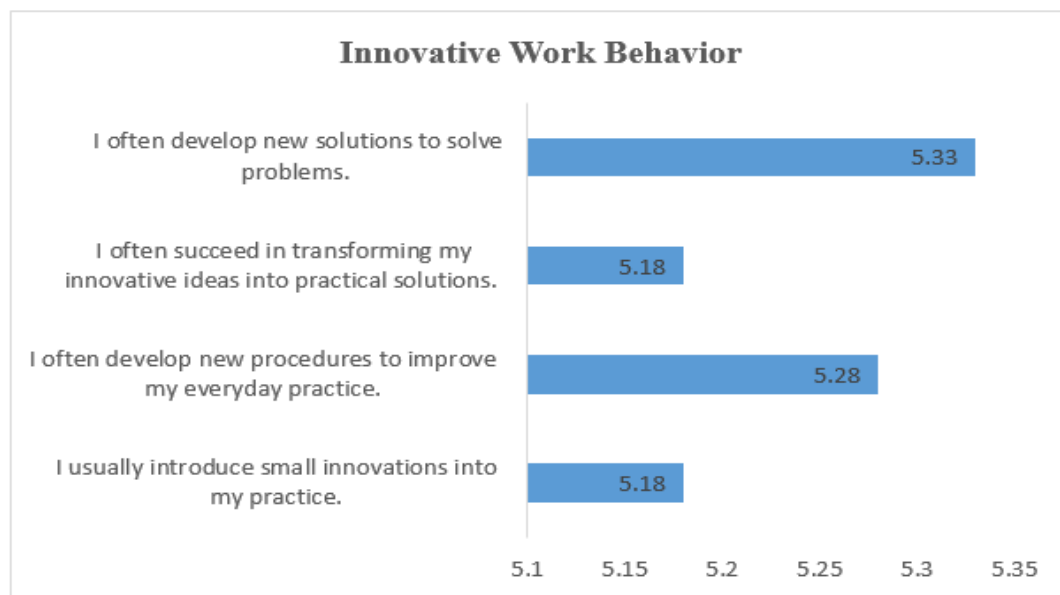 Innovative Work Behavior
I often develop new solutions to solve
problems.
5.33
I often succeed in transforming my
innovative ideas into practical solutions.
5.18
I often develop new procedures to improve
my everyday practice.
5.28
I usually introduce small innovations into
my practice.
5.18
5.1 5.15 5.2 5.25 5.3 5.35